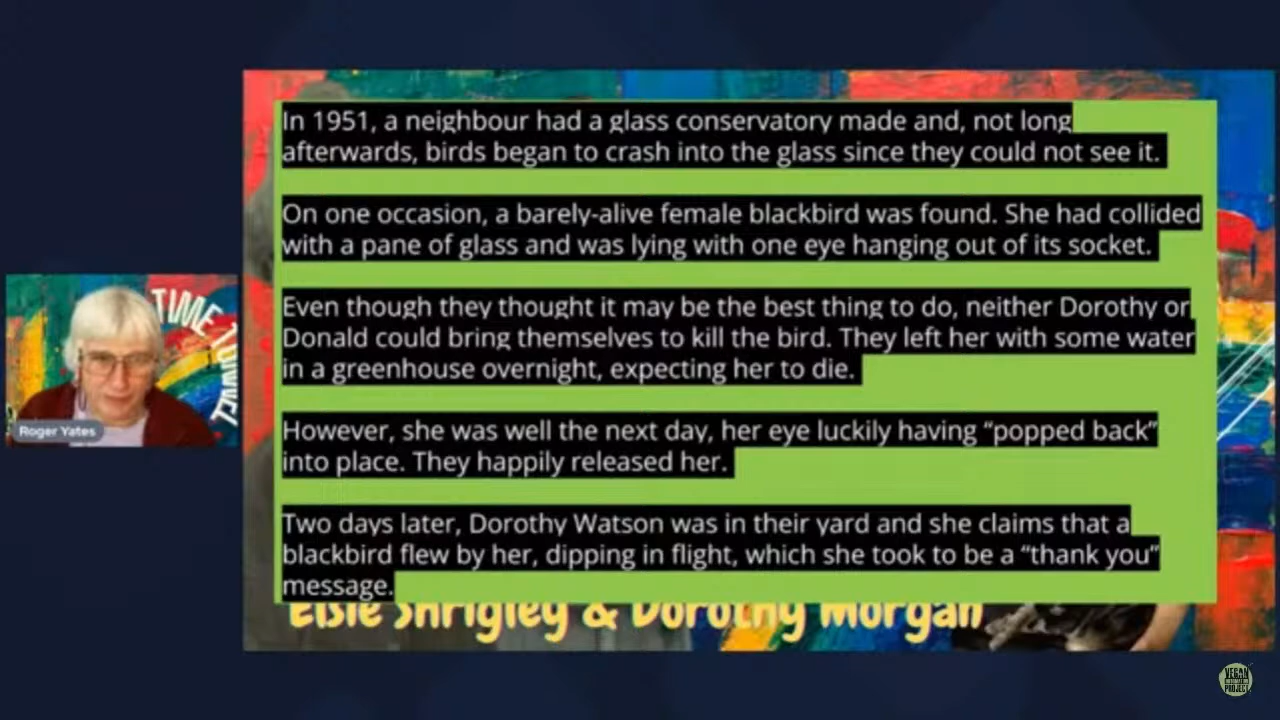 In 1951, a neighbour had a glass conservatory made and, not long
afterwards, birds began to crash into the glass since they could not see it.
On one occasion, a barely-alive female blackbird was found. She had collided
with a pane of glass and was lying with one eye hanging out of its socket.
Even though they thought it may be the best thing to do, neither Dorothy or
Donald could bring themselves to kill the bird. They left her with some water
in a greenhouse overnight, expecting her to die.
However, she was well the next day, her eye luckily having “popped back”
into place. They happily released her.
Two days later, Dorothy Watson was in their yard and she claims that a
blackbird flew by her, dipping in flight, which she took to be a “thank you”
message.
Elsie Shrigley & Dorothy Morgan
TIME TUNNEL
Roger Yates
VEGAN
PROJECT